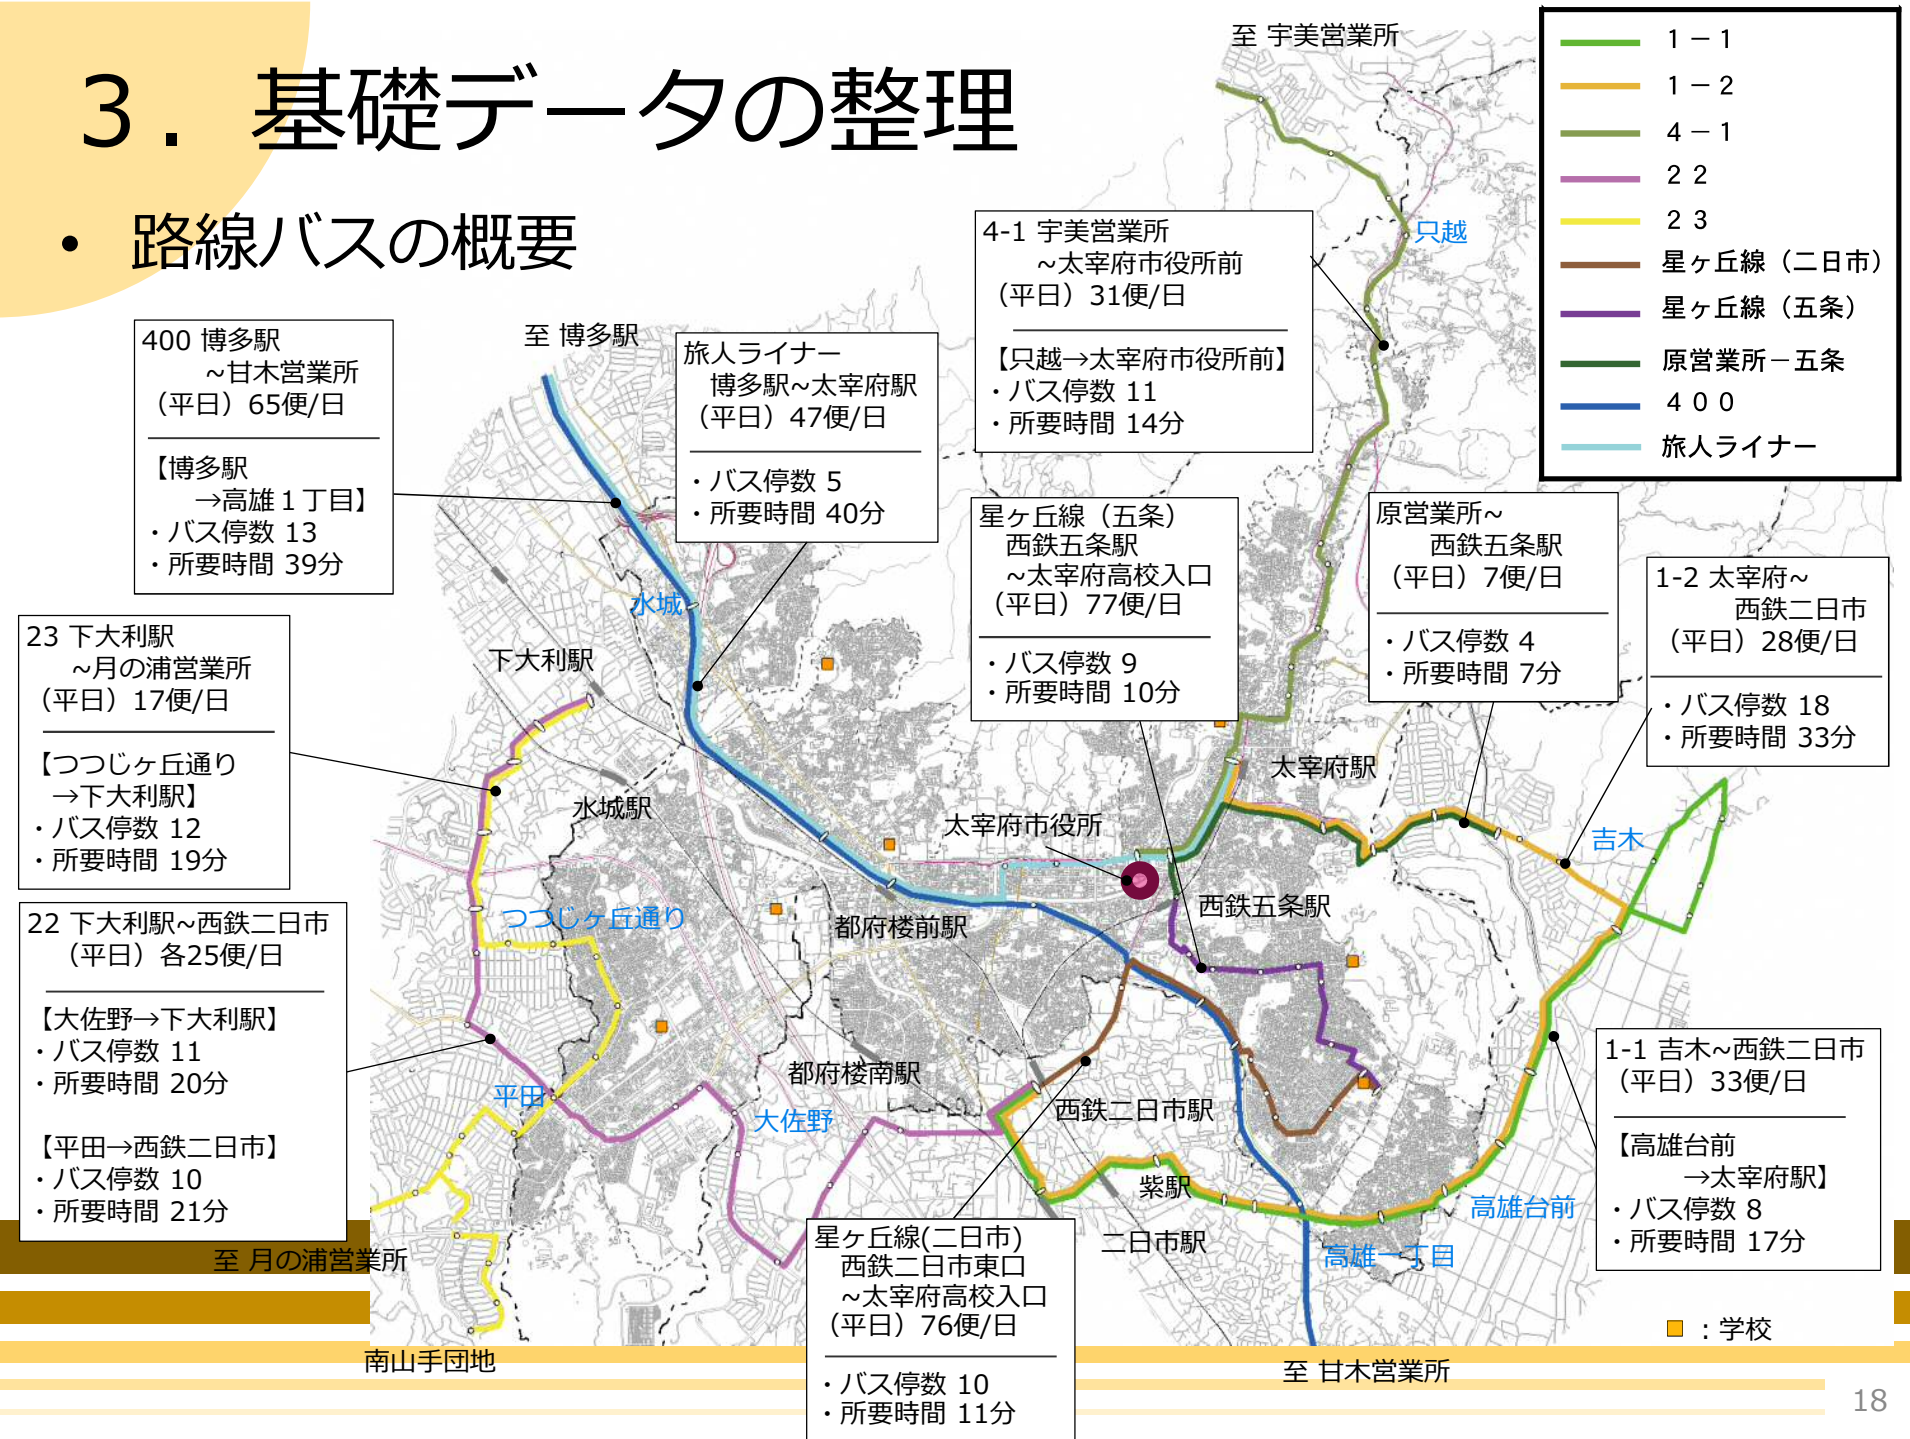 3．基礎データの整理
• 路線バスの概要
至 宇美営業所
1－1
1－2
4－1
22
23
星ヶ丘線（二日市）
星ヶ丘線（五条）
原営業所－五条
400
旅人ライナー
4-1 宇美営業所
~太宰府市役所前
（平日）31便/日
【只越→太宰府市役所前】
・バス停数 11
・所要時間 14分
只越
400 博多駅
~甘木営業所
（平日）65便/日
【博多駅
→高雄１丁目】
・バス停数 13
・所要時間 39分
至 博多駅
旅人ライナー
博多駅~太宰府駅
（平日）47便/日
・バス停数 5
・所要時間 40分
星ヶ丘線（五条）
西鉄五条駅
~太宰府高校入口
（平日）77便/日
・バス停数 9
・所要時間 10分
原営業所~
西鉄五条駅
（平日）7便/日
・バス停数 4
・所要時間 7分
1-2 太宰府~
西鉄二日市
（平日）28便/日
・バス停数 18
・所要時間 33分
23 下大利駅
~月の浦営業所
（平日）17便/日
【つつじヶ丘通り
→下大利駅】
・バス停数 12
・所要時間 19分
水城
下大利駅
水城駅
太宰府駅
太宰府市役所
吉木
22 下大利駅~西鉄二日市
（平日）各25便/日
【大佐野→下大利駅】
・バス停数 11
・所要時間 20分
【平田→西鉄二日市】
・バス停数 10
・所要時間 21分
つつじヶ丘通り
都府楼前駅
西鉄五条駅
平田
都府楼南駅
大佐野
西鉄二日市駅
紫駅
二日市駅
高雄台前
高雄一丁目
1-1 吉木~西鉄二日市
（平日）33便/日
【高雄台前
→太宰府駅】
・バス停数 8
・所要時間 17分
星ヶ丘線(二日市)
西鉄二日市東口
~太宰府高校入口
（平日）76便/日
・バス停数 10
・所要時間 11分
至 月の浦営業所
南山手団地
至 甘木営業所
：学校
18